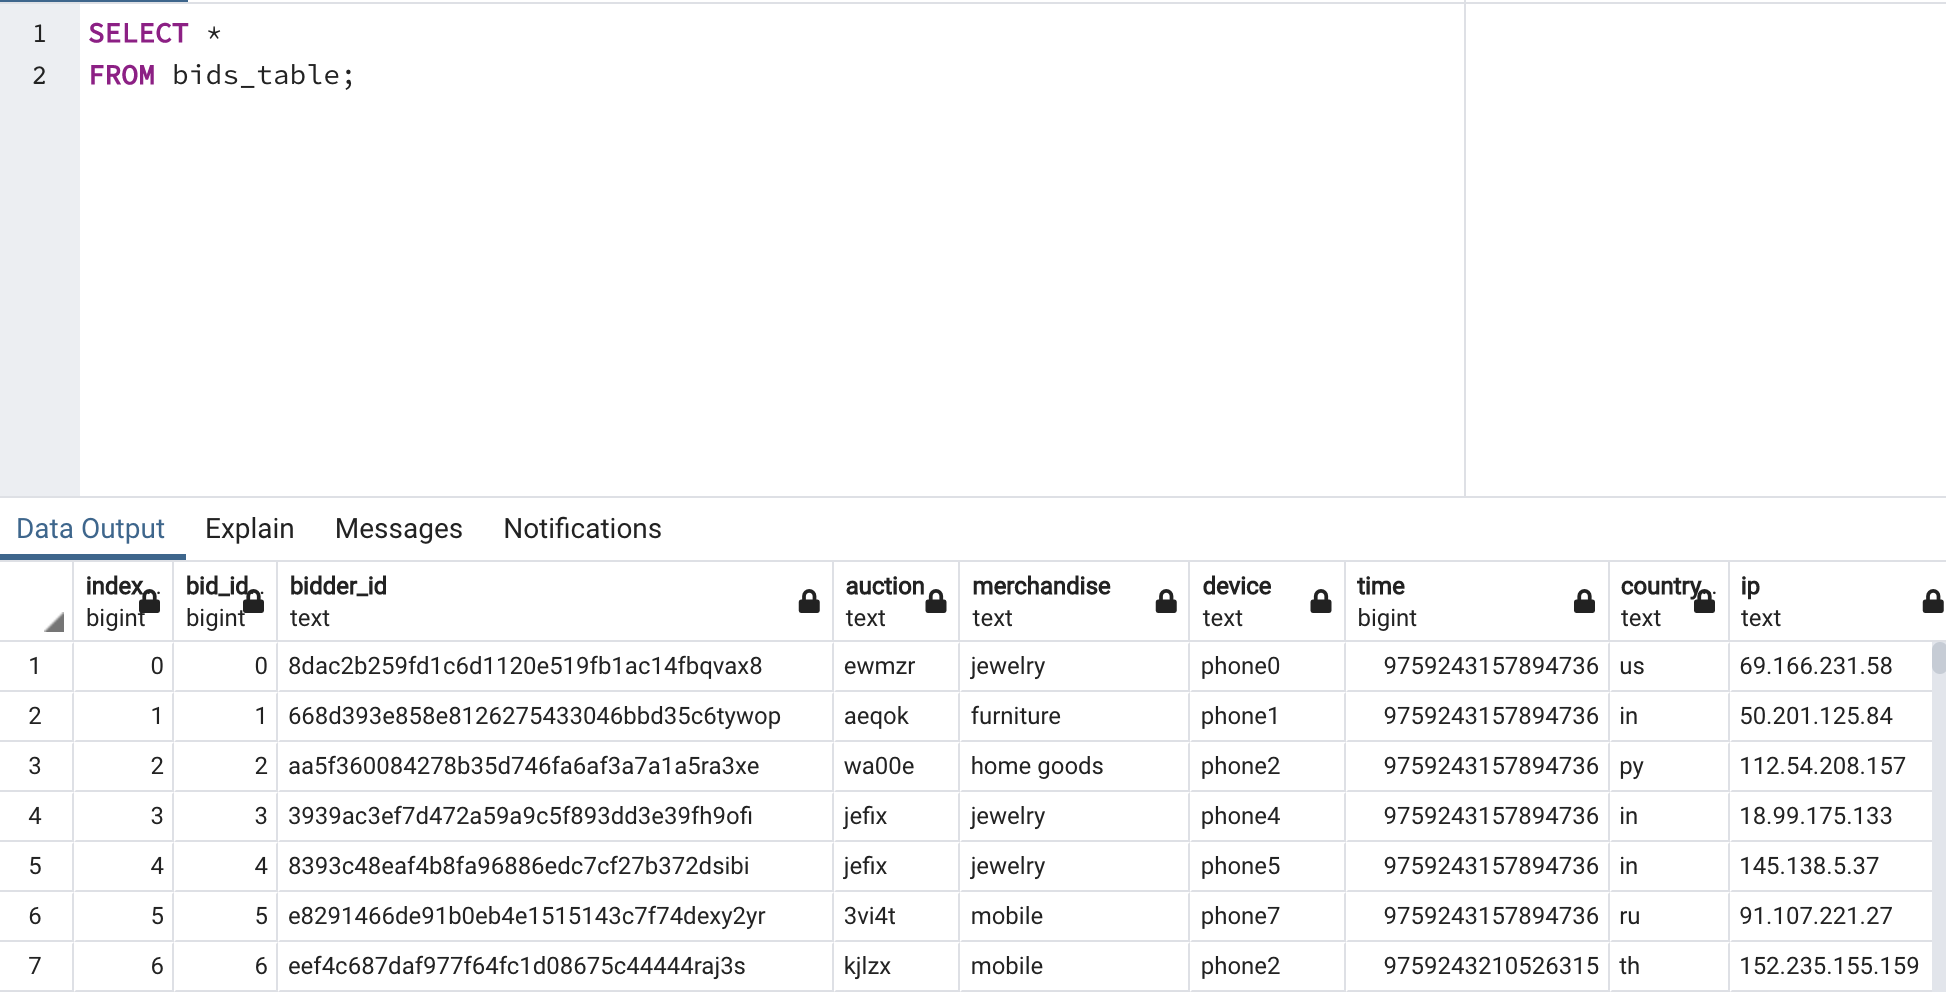 1 SELECT *
2 FROM bids_table;
Data Output Explain Messages Notifications
index bid_id bidder_id auction merchandise device time country ip
bigint bigint text text text text bigint text text
1 0 0 8dac2b259fd1c6d1120e519fb1ac14fbqvax8 ewmzr jewelry phone0 9759243157894736 us 69.166.231.58
2 1 1 668d393e858e8126275433046bbd35c6tywop aeqok furniture phone1 9759243157894736 in 50.201.125.84
3 2 2 aa5f360084278b35d746fa6af3a7a1a5ra3xe wa00e home goods phone2 9759243157894736 py 112.54.208.157
4 3 3 3939ac3ef7d472a59a9c5f893dd3e39fh9ofi jefix jewelry phone4 9759243157894736 in 18.99.175.133
5 4 4 8393c48eaf4b8fa96886edc7cf27b372dsibi jefix jewelry phone5 9759243157894736 in 145.138.5.37
6 5 5 e8291466de91b0eb4e1515143c7f74dexy2yr 3vi4t mobile phone7 9759243157894736 ru 91.107.221.27
7 6 6 eef4c687daf977f64fc1d08675c44444raj3s kjlzx mobile phone2 9759243210526315 th 152.235.155.159